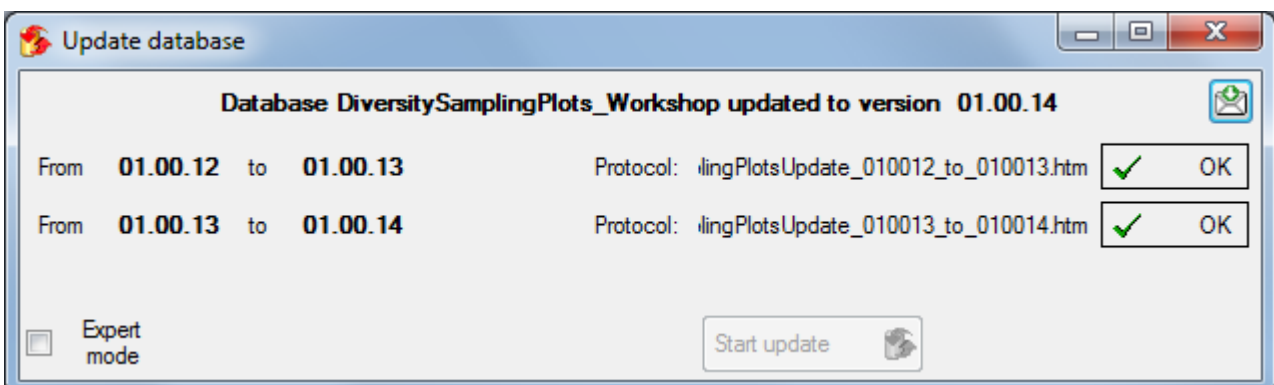 Update database
Database DiversitySamplingPlots_Workshop updated to version 01.00.14
From 01.00.12 to 01.00.13 Protocol: lingPlotsUpdate_010012_to_010013.htm OK
From 01.00.13 to 01.00.14 Protocol: lingPlotsUpdate_010013_to_010014.htm OK
Expert
mode
Start update